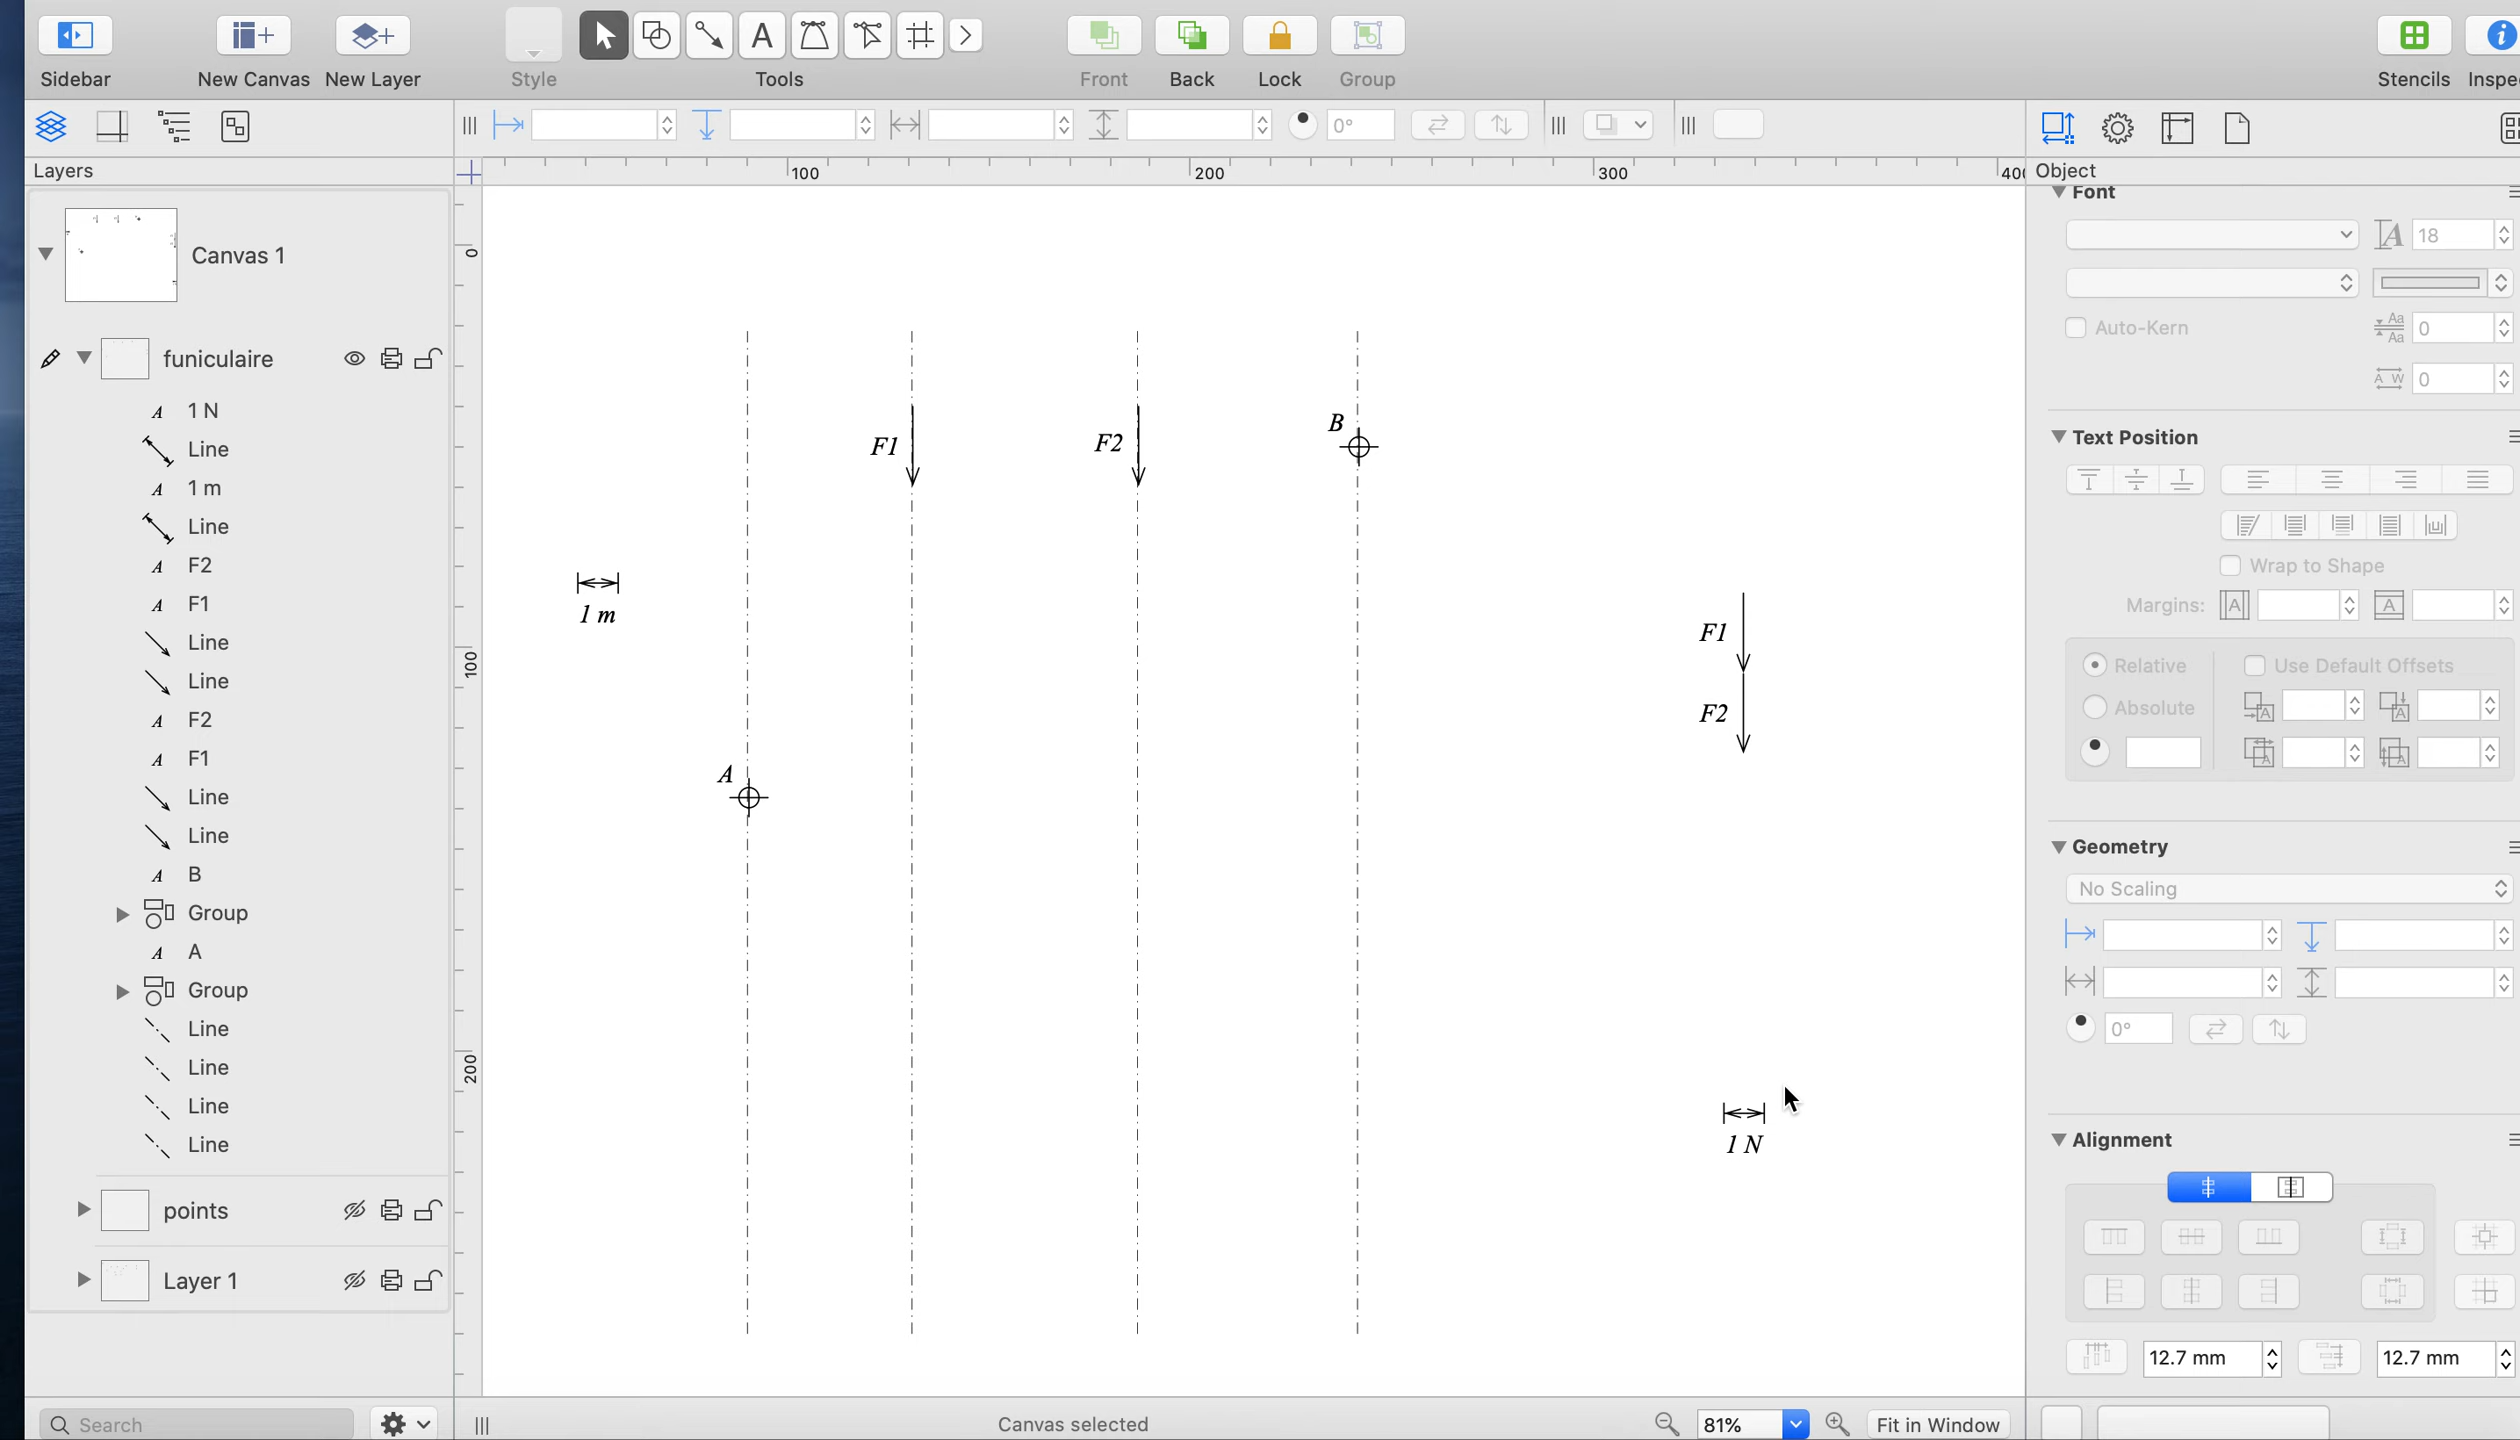 Sidebar
New Canvas
New Layer
Style
Tools
Front
Back
Lock
Group
Stencils
Inspe
0°
Layers
Canvas 1
funiculaire
1 N
Line
1 m
Line
F2
F1
Line
Line
F2
F1
Line
Line
B
Group
A
Group
Line
Line
Line
Line
points
Layer 1
Search
100
200
300
400
0
100
200
F1
F2
B
1 m
A
F1
F2
1 N
Canvas selected
81%
Fit in Window
Object
Font
18
Auto-Kern
0
0
Text Position
Wrap to Shape
Margins:
Relative
Use Default Offsets
Absolute
Geometry
No Scaling
0°
Alignment
12.7 mm
12.7 mm